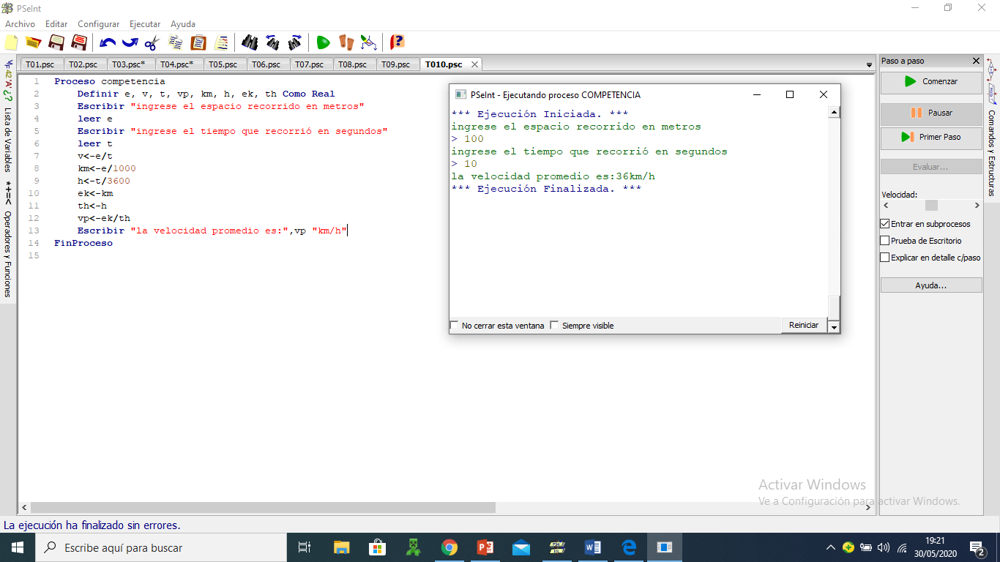 PSeInt
Archivo Editar Configurar Ejecutar Ayuda
T01.psc T02.psc T03.psc* T04.psc* T05.psc T06.psc T07.psc T08.psc T09.psc T010.psc
1 Proceso competencia
2 Definir e, v, t, vp, km, h, ek, th Como Real
3 Escribir "ingrese el espacio recorrido en metros"
4 leer e
5 Escribir "ingrese el tiempo que recorrió en segundos"
6 leer t
7 v<-e/t
8 km<-e/1000
9 h<-t/3600
10 ek<-km
11 th<-h
12 vp<-ek/th
13 Escribir "la velocidad promedio es:",vp "km/h"
14 FinProceso
15
Lista de Variables
*+=< Operadores y Funciones
PSeInt - Ejecutando proceso COMPETENCIA
*** Ejecución Iniciada. ***
ingrese el espacio recorrido en metros
> 100
ingrese el tiempo que recorrió en segundos
> 10
la velocidad promedio es:36km/h
*** Ejecución Finalizada. ***
No cerrar esta ventana Siempre visible Reiniciar
Paso a paso
Comenzar
Pausar
Primer Paso
Evaluar...
Velocidad:
Entrar en subprocesos
Prueba de Escritorio
Explicar en detalle c/paso
Ayuda...
Comandos y Estructuras
Activar Windows
Ve a Configuración para activar Windows.
La ejecución ha finalizado sin errores.
Escribe aquí para buscar
19:21
30/05/2020
2